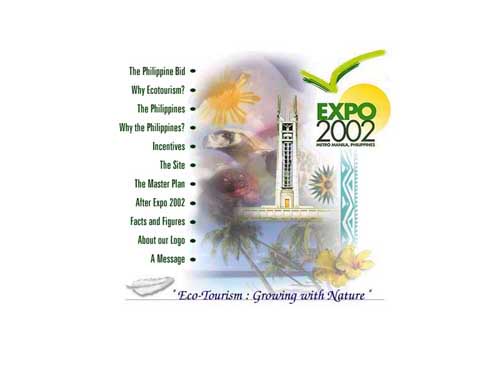 The Philippine Bid
Why Ecotourism?
The Philippines
Why the Philippines?
Incentives
The Site
The Master Plan
After Expo 2002
Facts and Figures
About our Logo
A Message
EXPO
2002
METRO MANILA, PHILIPPINES
" Eco-Tourism : Growing with Nature "